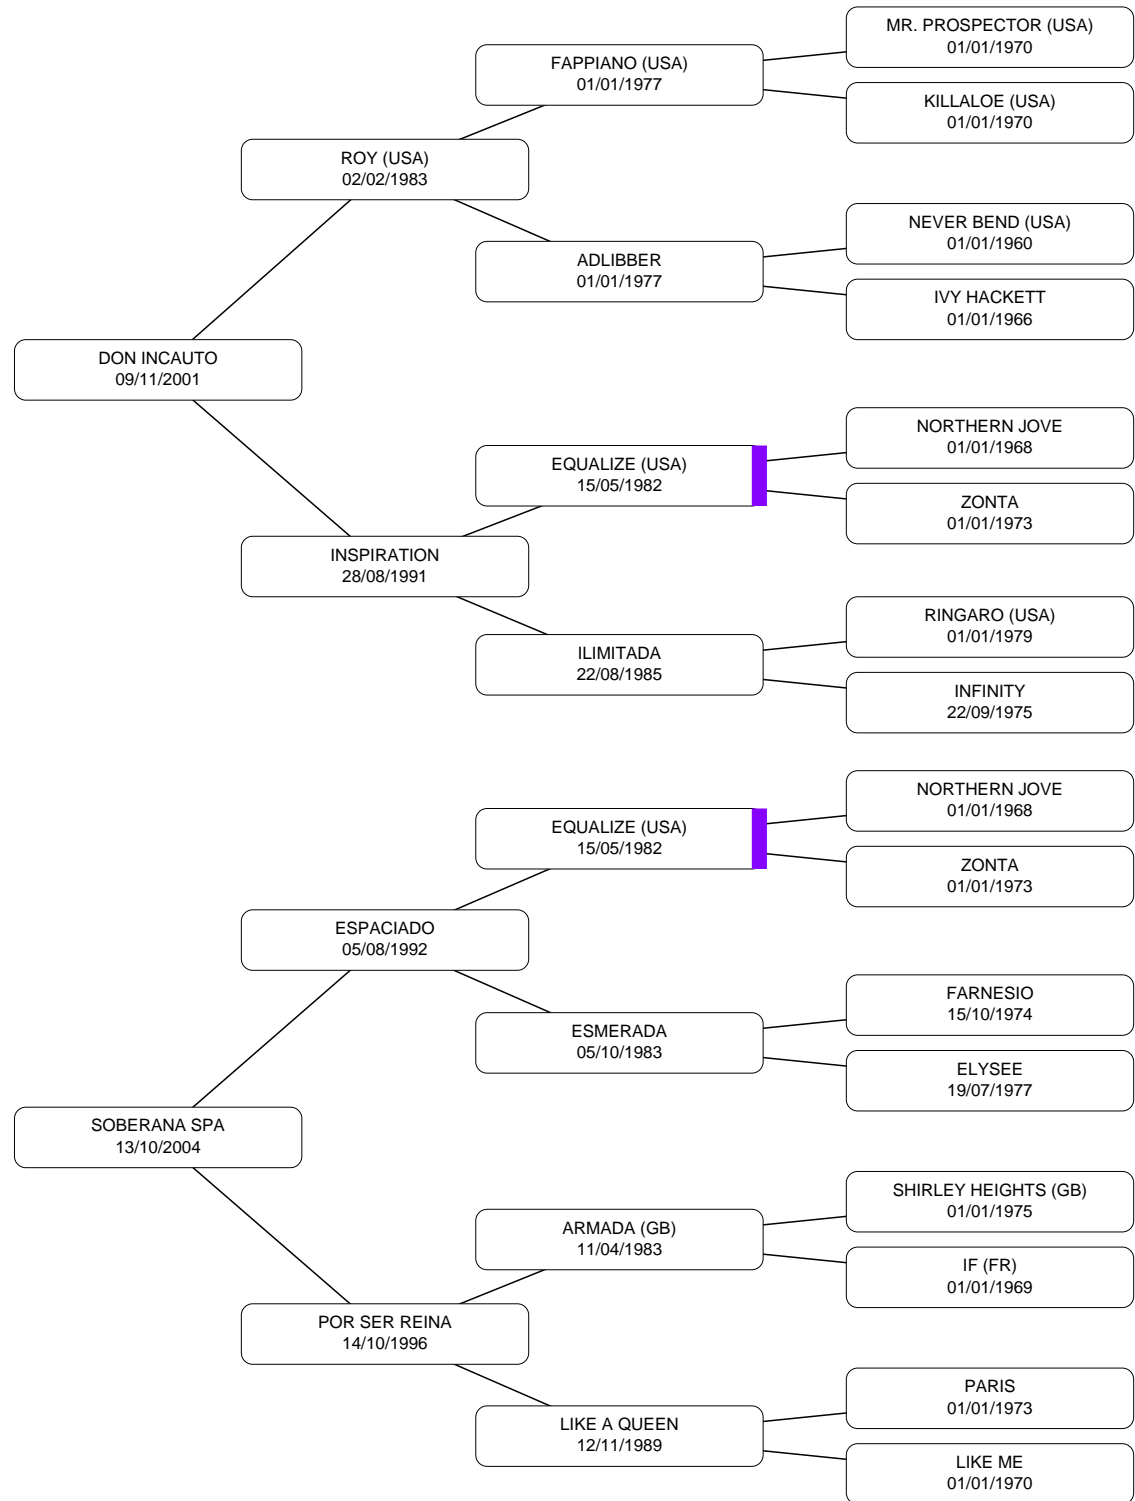 MR. PROSPECTOR (USA)
01/01/1970
FAPPIANO (USA)
01/01/1977
KILLALOE (USA)
01/01/1970
ROY (USA)
02/02/1983
NEVER BEND (USA)
01/01/1960
ADLIBBER
01/01/1977
IVY HACKETT
01/01/1966
DON INCAUTO
09/11/2001
NORTHERN JOVE
01/01/1968
EQUALIZE (USA)
15/05/1982
ZONTA
01/01/1973
INSPIRATION
28/08/1991
RINGARO (USA)
01/01/1979
ILIMITADA
22/08/1985
INFINITY
22/09/1975
NORTHERN JOVE
01/01/1968
EQUALIZE (USA)
15/05/1982
ZONTA
01/01/1973
ESPACIADO
05/08/1992
FARNESIO
15/10/1974
ESMERADA
05/10/1983
ELYSEE
19/07/1977
SOBERANA SPA
13/10/2004
SHIRLEY HEIGHTS (GB)
01/01/1975
ARMADA (GB)
11/04/1983
IF (FR)
01/01/1969
POR SER REINA
14/10/1996
PARIS
01/01/1973
LIKE A QUEEN
12/11/1989
LIKE ME
01/01/1970